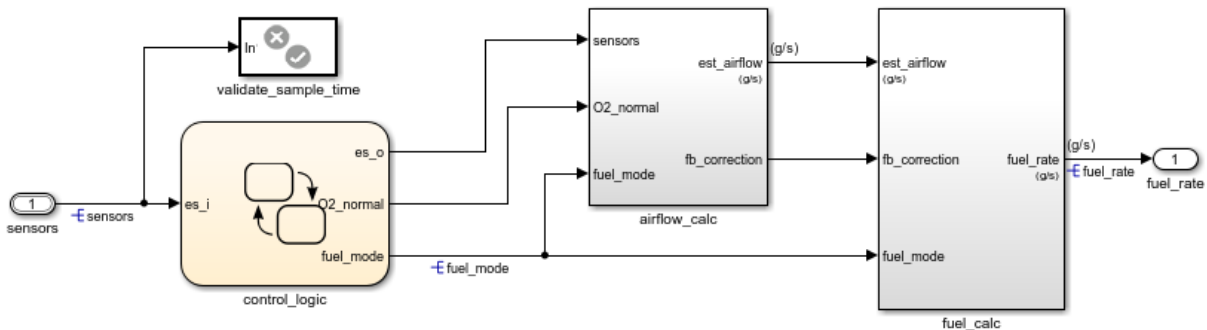 In
validate_sample_time
1
sensors
sensors
es_i
es_o
O2_normal
fuel_mode
control_logic
fuel_mode
sensors
O2_normal
fuel_mode
est_airflow
(g/s)
fb_correction
airflow_calc
(g/s)
est_airflow
(g/s)
fb_correction
fuel_mode
fuel_rate
(g/s)
fuel_calc
(g/s)
fuel_rate
1
fuel_rate